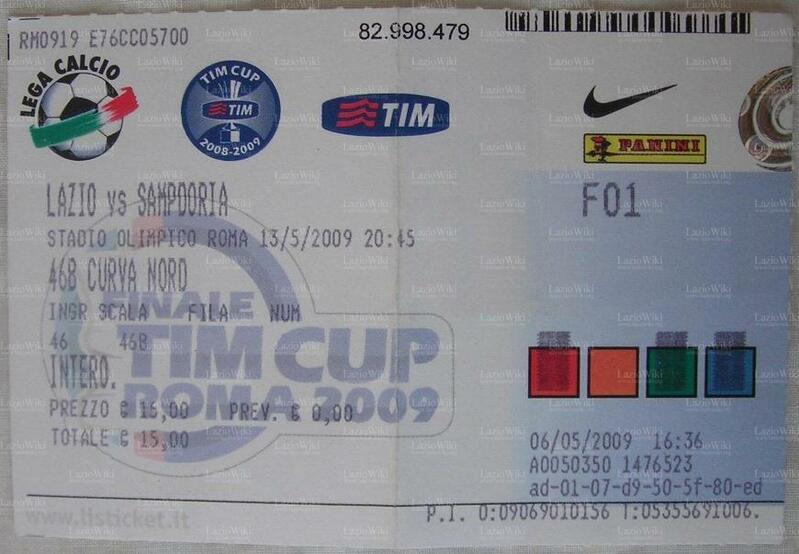 RM0919 E76CC05700
82.998.479
LEGA CALCIO
TIM CUP
TIM
2008-2009
TIM
PANINI
LAZIO vs SAMPDORIA
F01
STADIO OLIMPICO ROMA 13/5/2009 20:45
46B CURVA NORD
FINALE
INGR SCALA FILA NUM
46 46B
TIM CUP
INTERO.
ROMA 2009
PREZZO € 15,00 PREV. € 0,00
TOTALE € 15,00
06/05/2009 16:36
A0050350 1476523
ad-01-07-d9-50-5f-80-ed
www.listicket.it
P.I. O:09069010156 T:05355691006.
LazioWiki